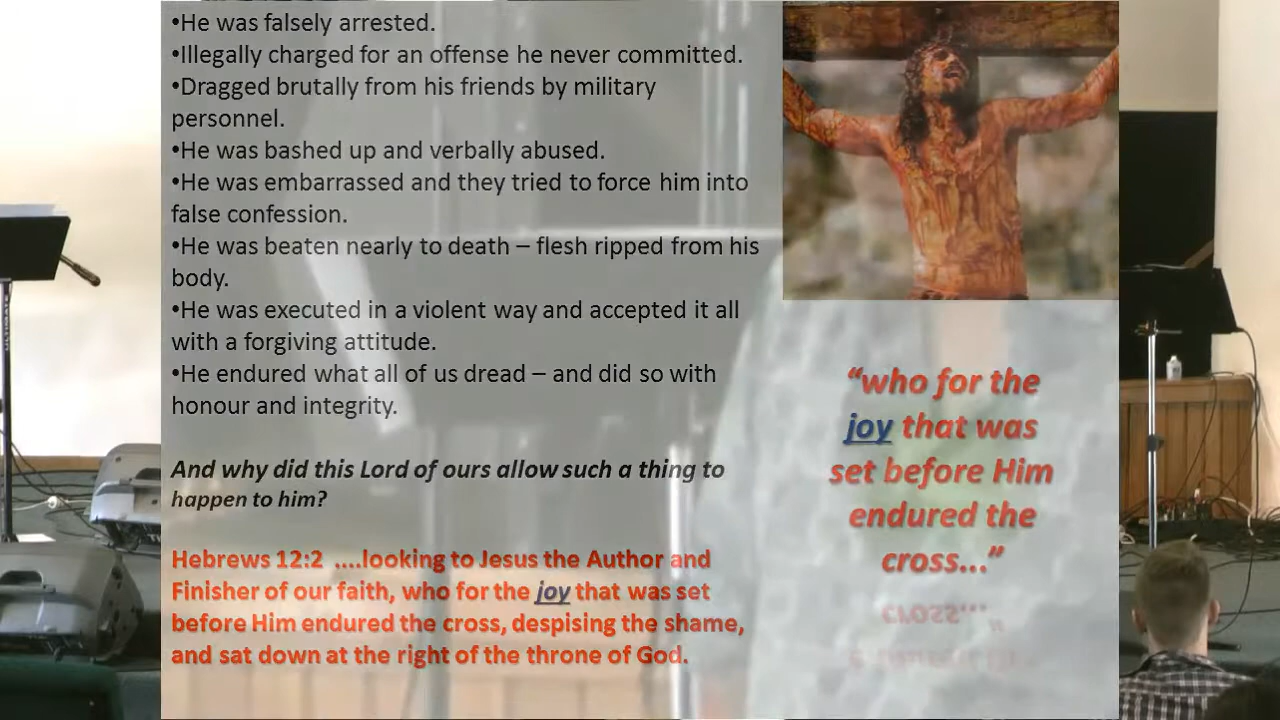 •He was falsely arrested.
•Illegally charged for an offense he never committed.
•Dragged brutally from his friends by military
personnel.
•He was bashed up and verbally abused.
•He was embarrassed and they tried to force him into
false confession.
•He was beaten nearly to death – flesh ripped from his
body.
•He was executed in a violent way and accepted it all
with a forgiving attitude.
•He endured what all of us dread – and did so with
honour and integrity.
And why did this Lord of ours allow such a thing to
happen to him?
Hebrews 12:2 ....looking to Jesus the Author and
Finisher of our faith, who for the joy that was set
before Him endured the cross, despising the shame,
and sat down at the right of the throne of God.
“who for the
joy that was
set before Him
endured the
cross...”
ULTIMATE